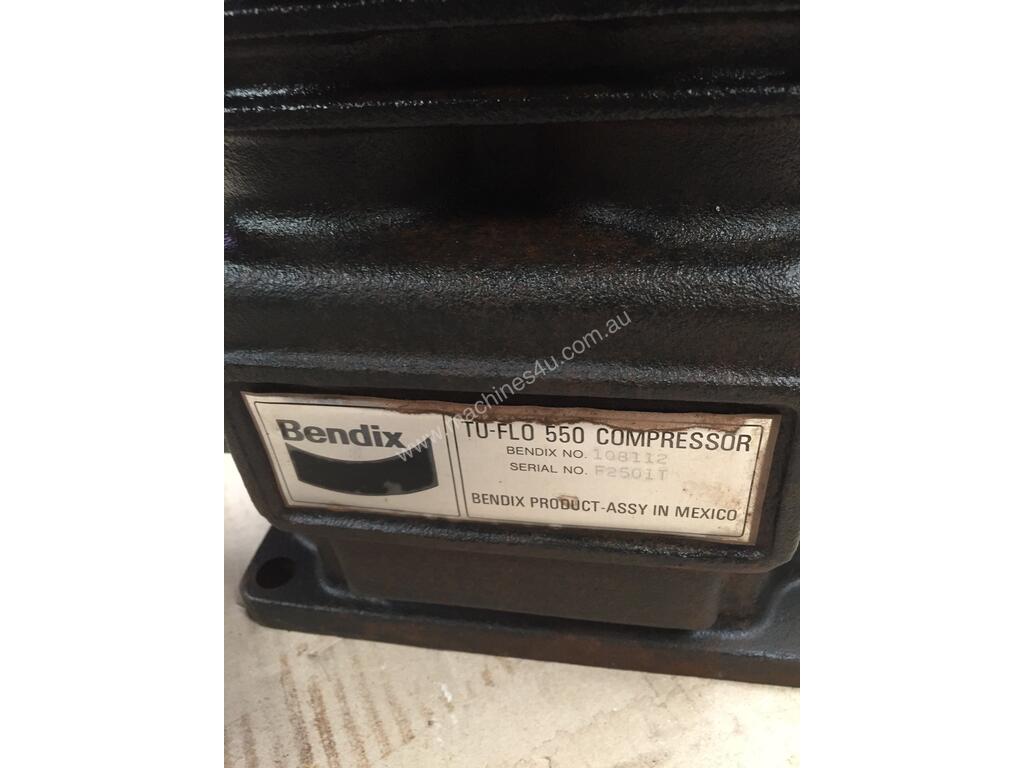 www.machines4u.com.au
Bendix
TU-FLO 550 COMPRESSOR
BENDIX NO. 108112
SERIAL NO. F2501T
BENDIX PRODUCT-ASSY IN MEXICO